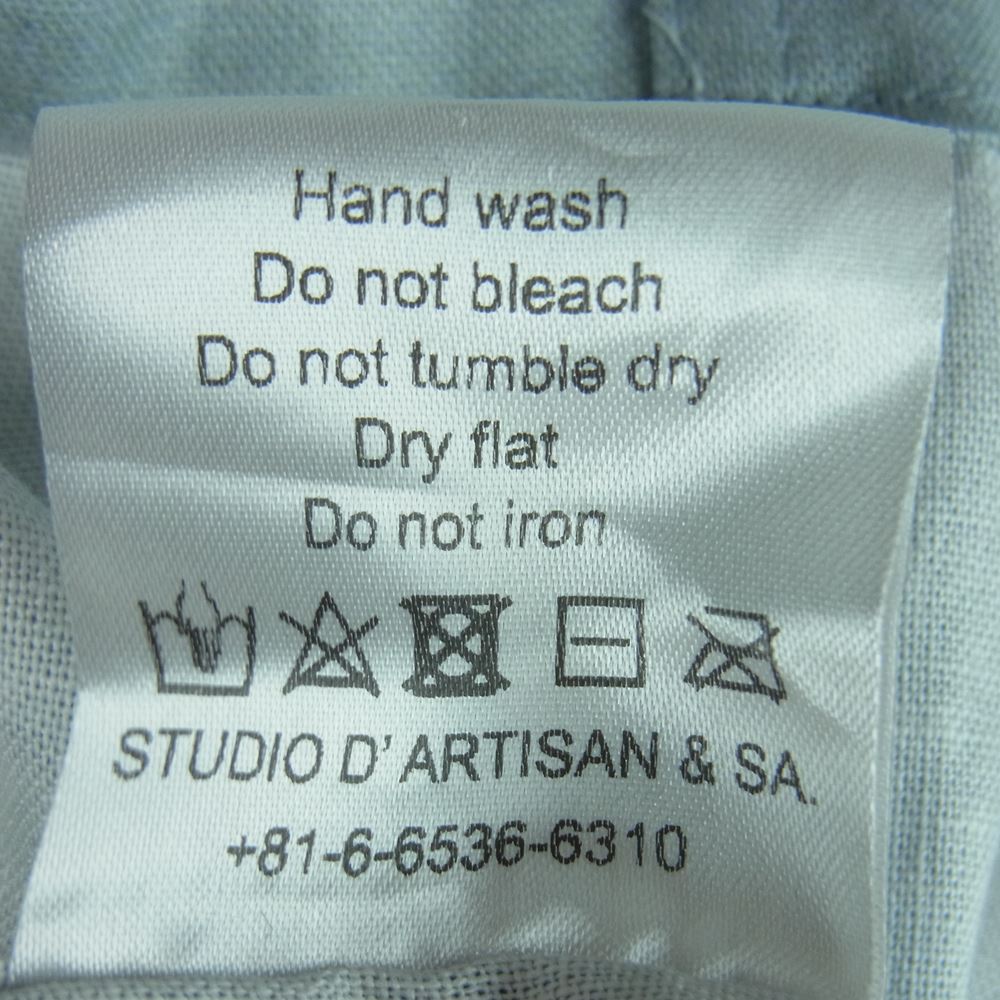 Hand wash
Do not bleach
Do not tumble dry
Dry flat
Do not iron
STUDIO D' ARTISAN & SA.
+81-6-6536-6310